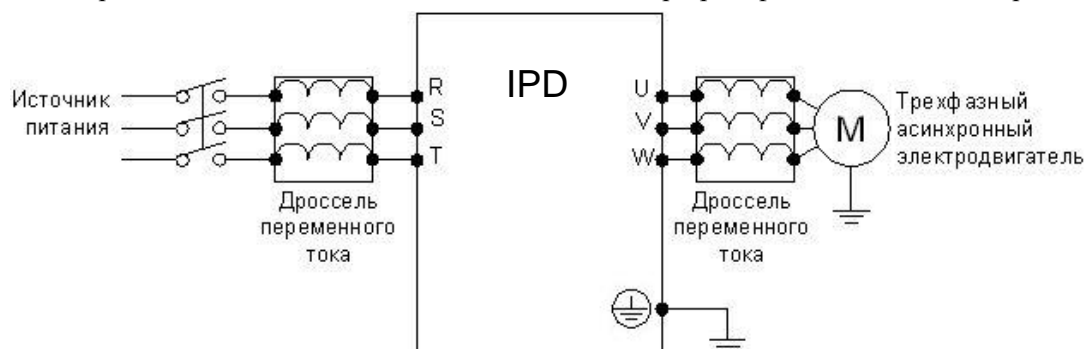 IPD
Источник
питания
R
S
T
U
V
W
M
Трехфазный
асинхронный
электродвигатель
Дроссель
переменного
тока
Дроссель
переменного
тока